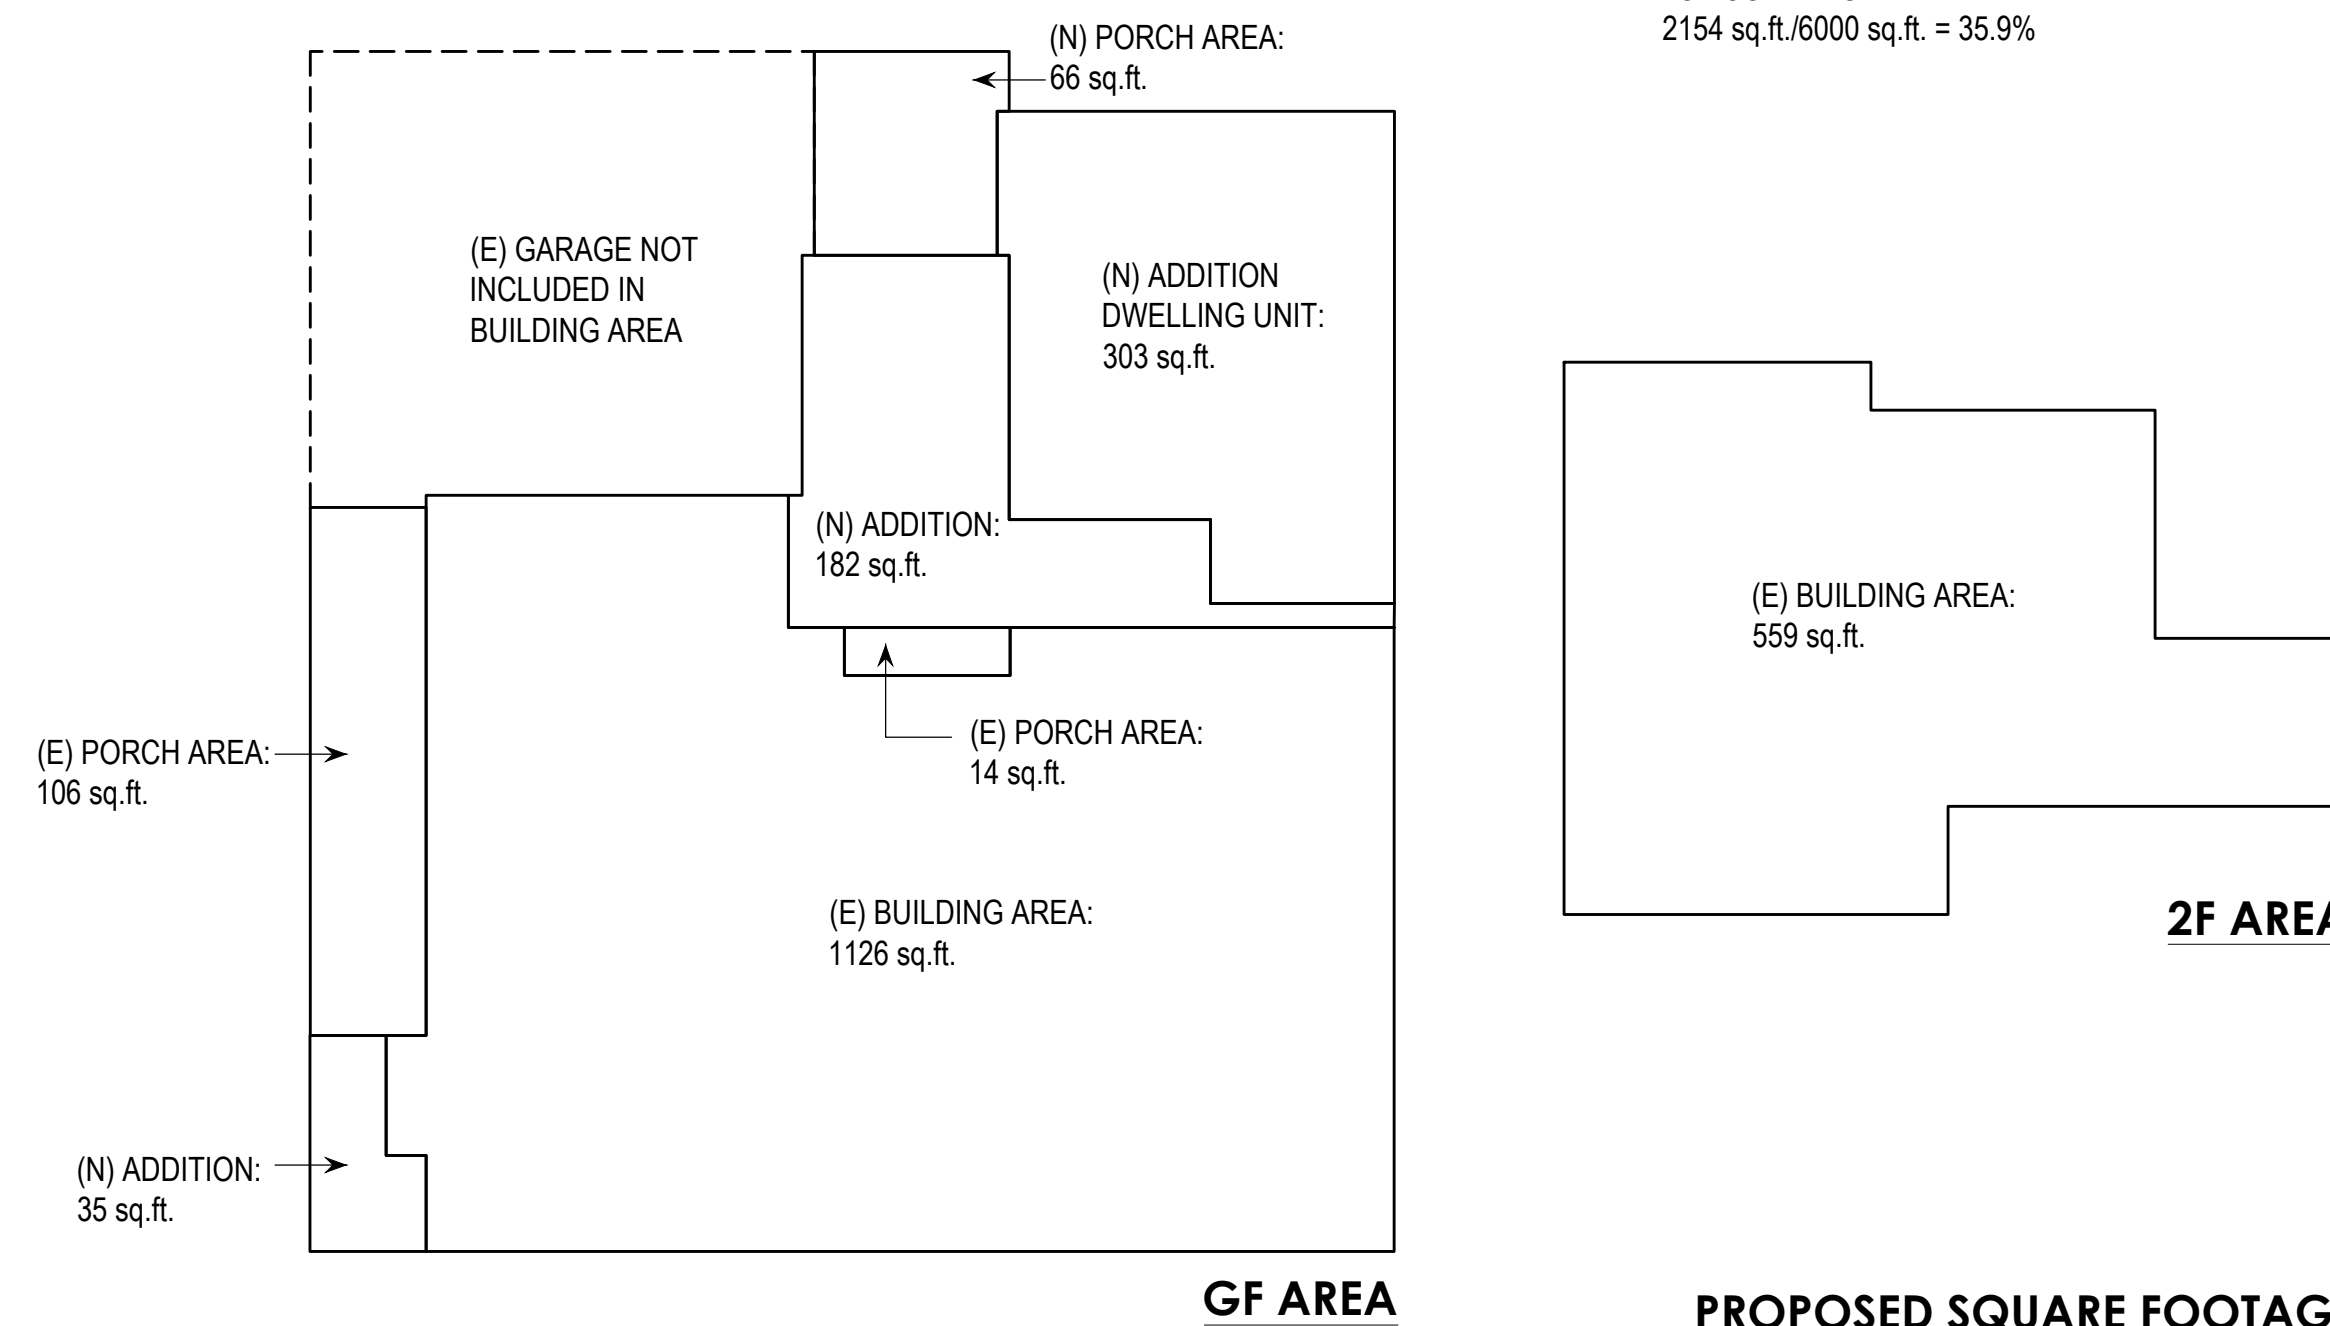 2154 sq.ft./6000 sq.ft. = 35.9%
(N) PORCH AREA:
66 sq.ft.
(E) GARAGE NOT
INCLUDED IN
BUILDING AREA
(N) ADDITION
DWELLING UNIT:
303 sq.ft.
(N) ADDITION:
182 sq.ft.
(E) BUILDING AREA:
559 sq.ft.
(E) PORCH AREA:
106 sq.ft.
(E) PORCH AREA:
14 sq.ft.
(E) BUILDING AREA:
1126 sq.ft.
2F AREA
(N) ADDITION:
35 sq.ft.
GF AREA
PROPOSED SQUARE FOOTAG